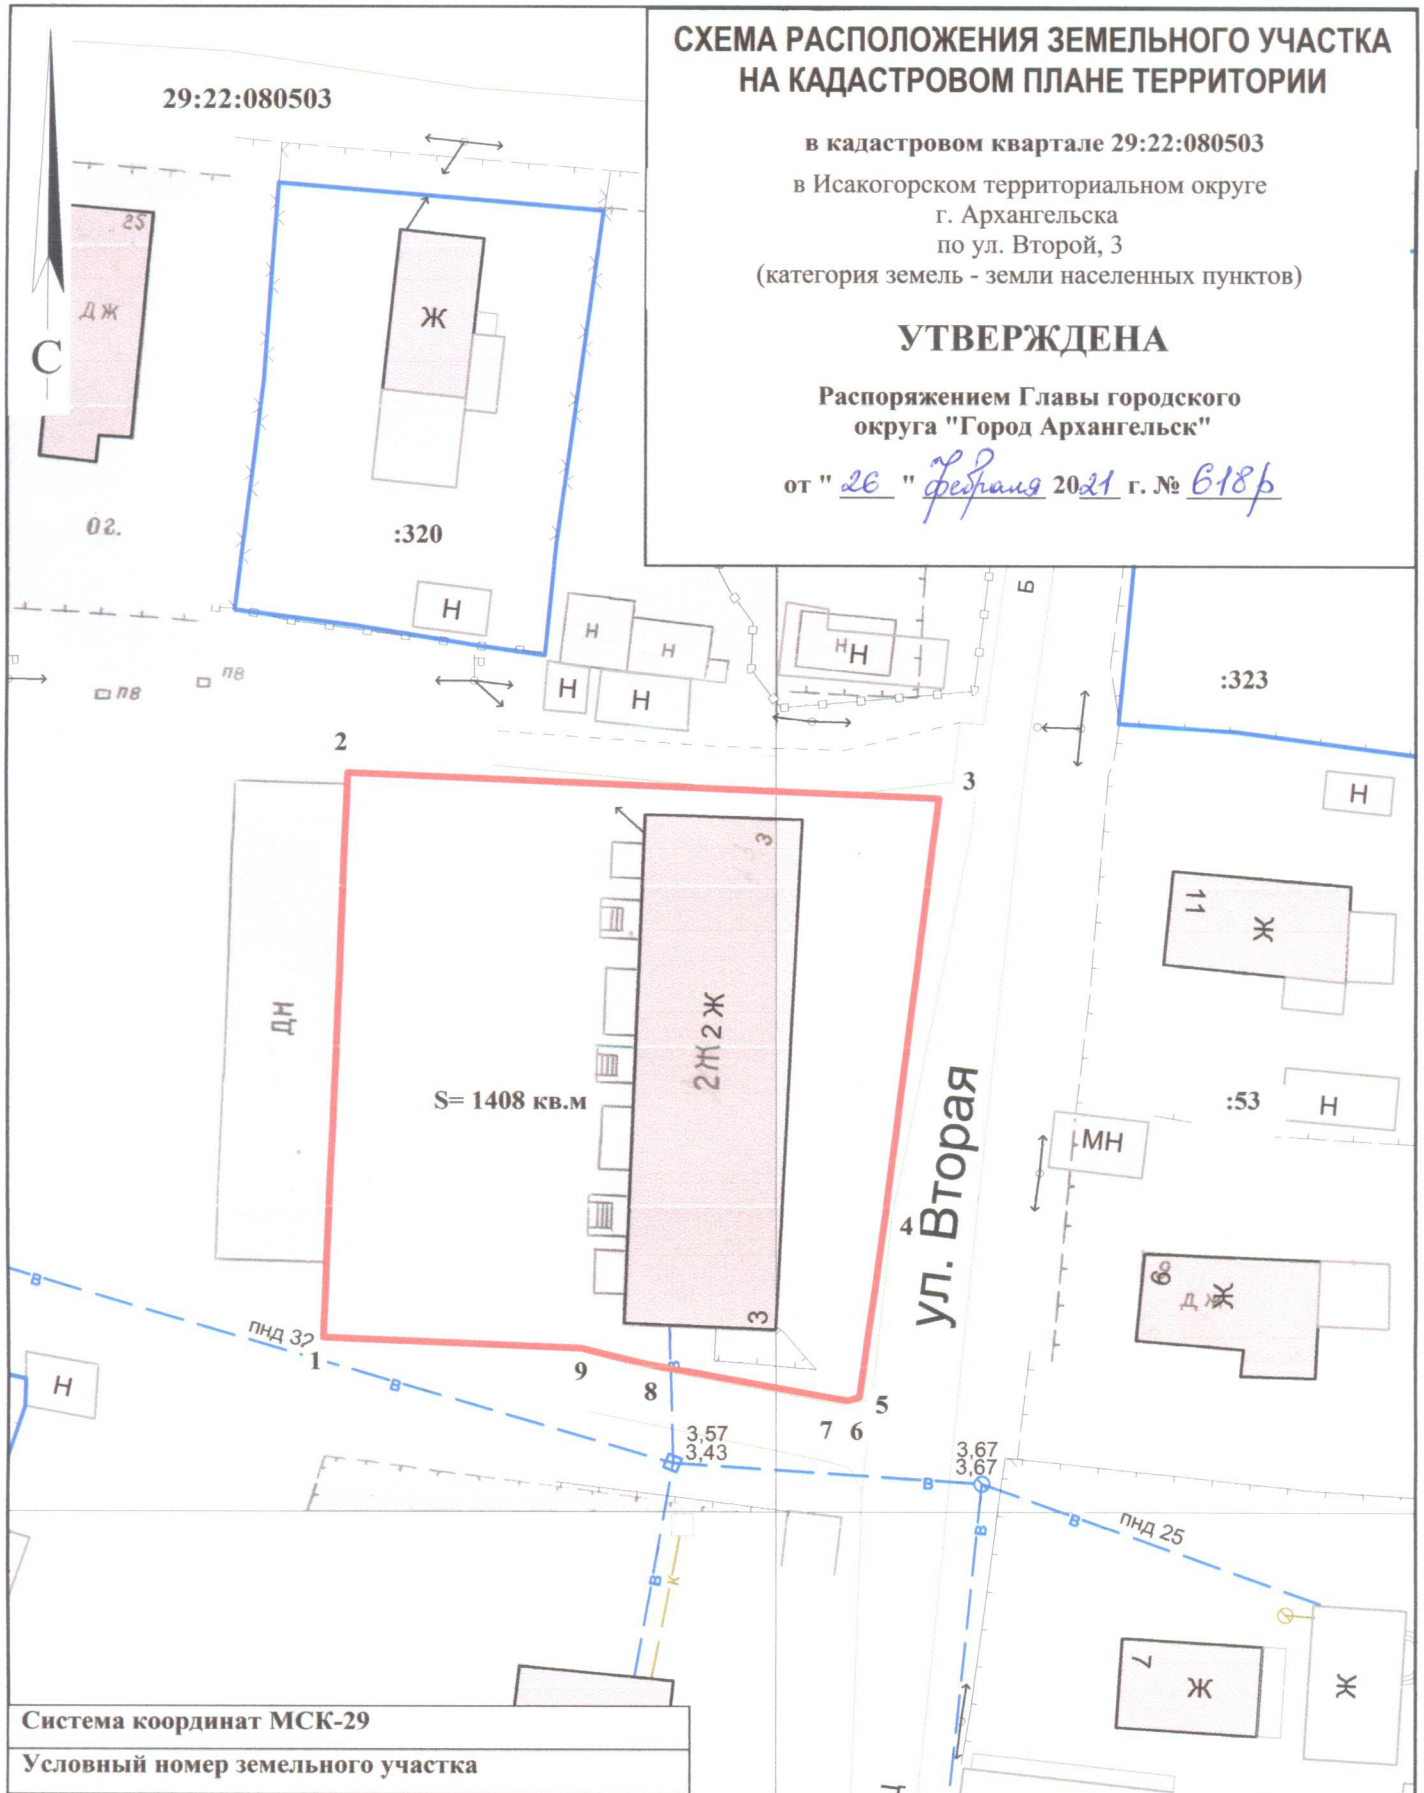 СХЕМА РАСПОЛОЖЕНИЯ ЗЕМЕЛЬНОГО УЧАСТКА
НА КАДАСТРОВОМ ПЛАНЕ ТЕРРИТОРИИ
в кадастровом квартале 29:22:080503
в Исакогорском территориальном округе
г. Архангельска
по ул. Второй, 3
(категория земель - земли населенных пунктов)
УТВЕРЖДЕНА
Распоряжением Главы городского
округа "Город Архангельск"
от " 26 " февраля 2021 г. № 618р
29:22:080503
25
ДЖ
Ж
С
ог.
:320
Н
Н
Н
Н
Н
Н
Н
Б
:323
пв
пв
2
3
Н
3
11
Ж
ДН
2Ж
2Ж
S= 1408 кв.м
ул. Вторая
:53
Н
МН
4
В
пнд 32
1
Н
В
9
8
В
3
7
6
5
9
ДЖ
Ж
3,57
3,43
3,67
3,67
В
В
В
пнд 25
В
К
7
Ж
Ж
Система координат МСК-29
Условный номер земельного участка